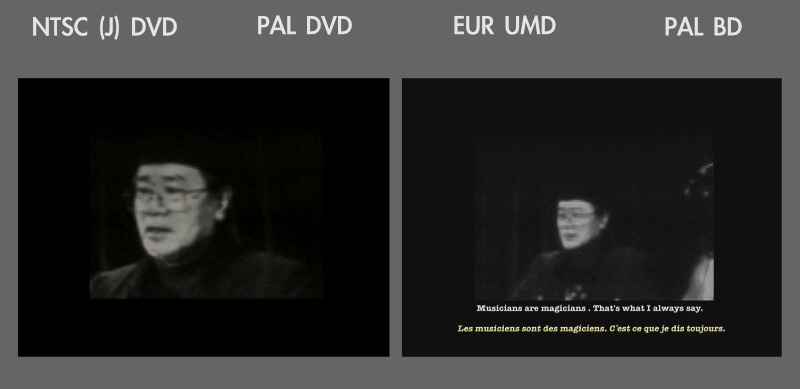 NTSC (J) DVD PAL DVD EUR UMD PAL BD
Musicians are magicians . That's what I always say.
Les musiciens sont des magiciens. C'est ce que je dis toujours.